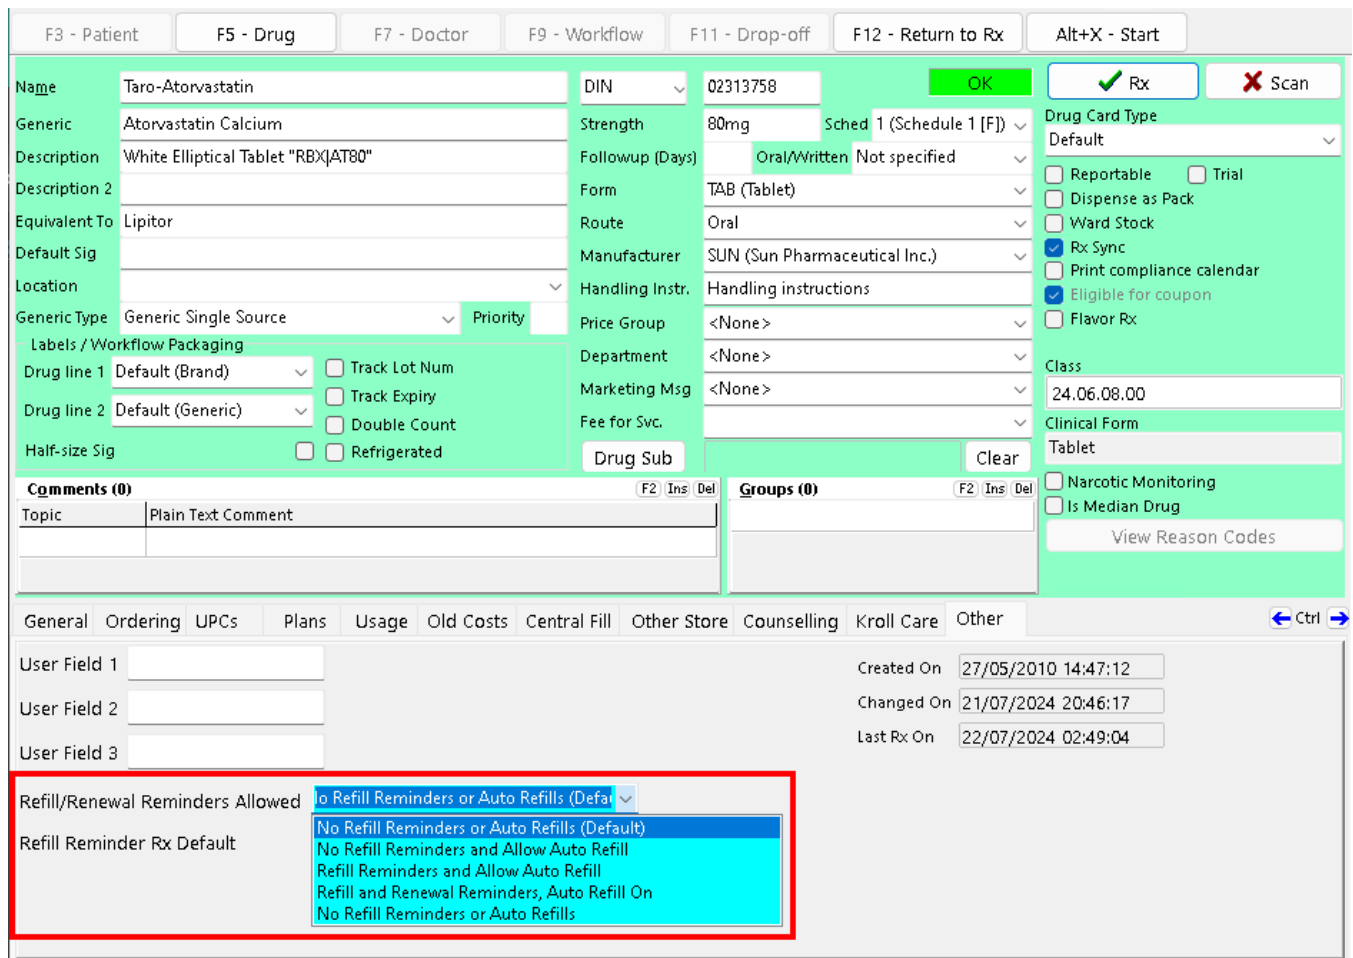 F3 - Patient F5 - Drug F7 - Doctor F9 - Workflow F11 - Drop-off F12 - Return to Rx Alt+X - Start
Name Taro-Atorvastatin DIN 02313758 OK Rx Scan
Generic Atorvastatin Calcium Strength 80mg Sched 1 (Schedule 1 [F])
Drug Card Type
Default
Description White Elliptical Tablet "RBX|AT80" Followup (Days) Oral/Written Not specified
Reportable Trial
Description 2 Form TAB (Tablet)
Dispense as Pack
Equivalent To Lipitor Route Oral
Ward Stock
Default Sig Manufacturer SUN (Sun Pharmaceutical Inc.)
Rx Sync
Print compliance calendar
Location Handling Instr. Handling instructions
Eligible for coupon
Generic Type Generic Single Source Priority Price Group <None>
Flavor Rx
Labels / Workflow Packaging
Drug line 1 Default (Brand) Track Lot Num Department <None>
Class
Track Expiry Marketing Msg <None>
24.06.08.00
Drug line 2 Default (Generic) Double Count Fee for Svc.
Clinical Form
Tablet
Half-size Sig Refrigerated Drug Sub Clear
Comments (0) F2 Ins Del Groups (0) F2 Ins Del
Narcotic Monitoring
Topic Plain Text Comment
Is Median Drug
View Reason Codes
General Ordering UPCs Plans Usage Old Costs Central Fill Other Store Counselling Kroll Care Other Ctrl
User Field 1 Created On 27/05/2010 14:47:12
User Field 2 Changed On 21/07/2024 20:46:17
User Field 3 Last Rx On 22/07/2024 02:49:04
Refill/Renewal Reminders Allowed lo Refill Reminders or Auto Refills (Defau
Refill Reminder Rx Default
No Refill Reminders or Auto Refills (Default)
No Refill Reminders and Allow Auto Refill
Refill Reminders and Allow Auto Refill
Refill and Renewal Reminders, Auto Refill On
No Refill Reminders or Auto Refills